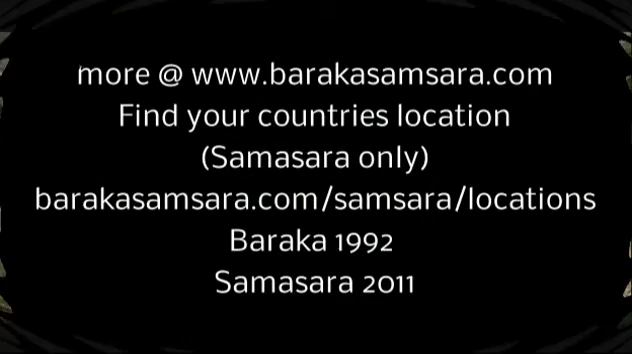 more @ www.barakasamsara.com
Find your countries location
(Samasara only)
barakasamsara.com/samsara/locations
Baraka 1992
Samasara 2011